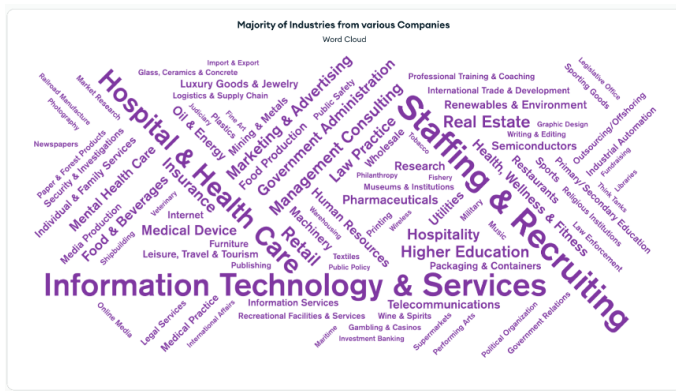 Majority of Industries from various Companies
Word Cloud
Import & Export
Glass, Ceramics & Concrete
Luxury Goods & Jewelry
Logistics & Supply Chain
Railroad Manufacture
Photography
Market Research
Newspapers
Paper & Forest Products
Security & Investigations
Individual & Family Services
Mental Health Care
Media Production
Food & Beverages
Shipbuilding
Veterinary
Hospital & Health Care
Insurance
Oil & Energy
Judiciary
Plastics
Fine Art
Mining & Metals
Marketing & Advertising
Food Production
Public Safety
Government Administration
Management Consulting
Law Practice
Wholesale
Tobacco
Professional Training & Coaching
International Trade & Development
Renewables & Environment
Real Estate
Graphic Design
Writing & Editing
Semiconductors
Legislative Office
Sporting Goods
Outsourcing/Offshoring
Industrial Automation
Fundraising
Libraries
Think Tanks
Primary/Secondary Education
Religious Institutions
Law Enforcement
Sports
Restaurants
Health, Wellness & Fitness
Staffing & Recruiting
Research
Philanthropy
Fishery
Museums & Institutions
Pharmaceuticals
Utilities
Military
Music
Wireless
Printing
Human Resources
Warehousing
Machinery
Retail
Internet
Medical Device
Furniture
Leisure, Travel & Tourism
Publishing
Textiles
Public Policy
Hospitality
Higher Education
Packaging & Containers
Information Technology & Services
Information Services
Telecommunications
Recreational Facilities & Services
Wine & Spirits
Gambling & Casinos
Investment Banking
Maritime
Online Media
Legal Services
Medical Practice
International Affairs
Supermarkets
Performing Arts
Political Organization
Government Relations